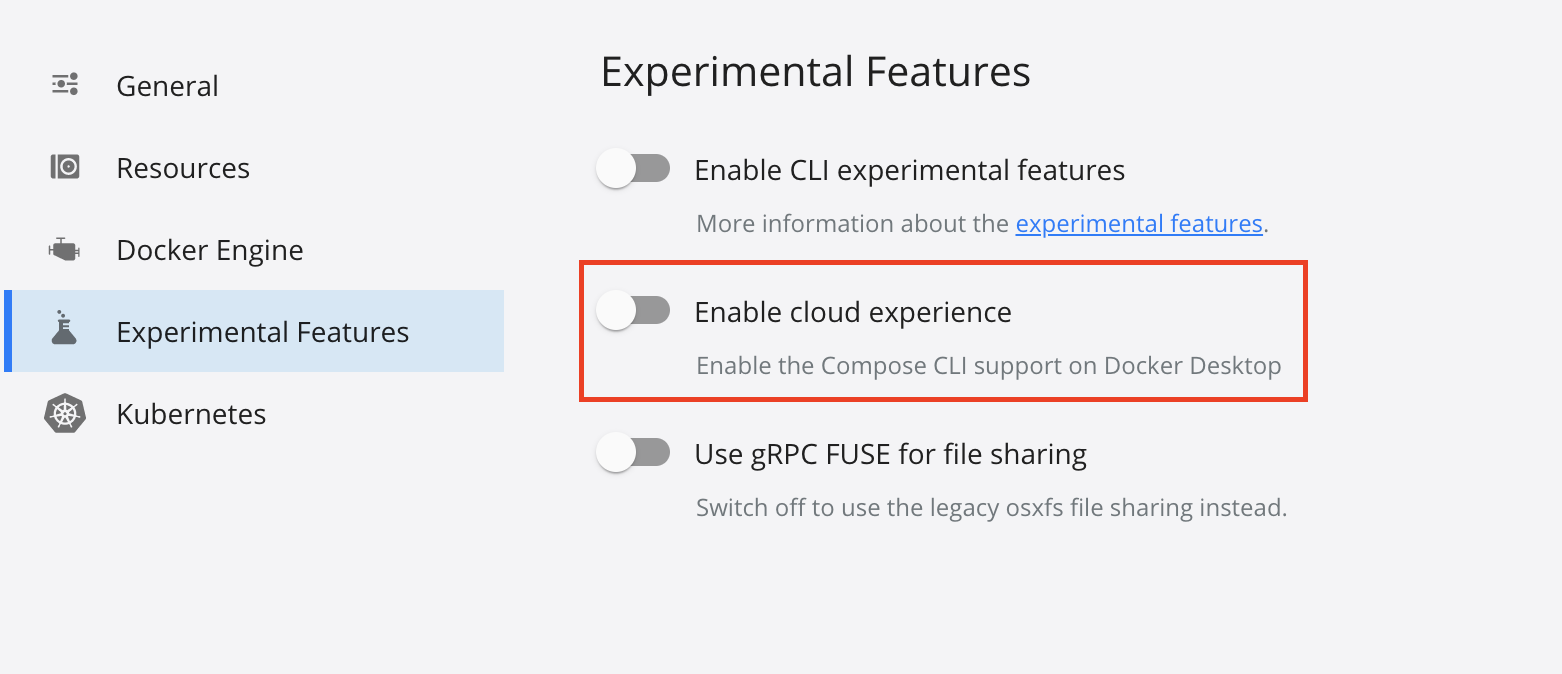 General
Resources
Docker Engine
Experimental Features
Kubernetes
Experimental Features
Enable CLI experimental features
More information about the experimental features.
Enable cloud experience
Enable the Compose CLI support on Docker Desktop
Use gRPC FUSE for file sharing
Switch off to use the legacy osxfs file sharing instead.